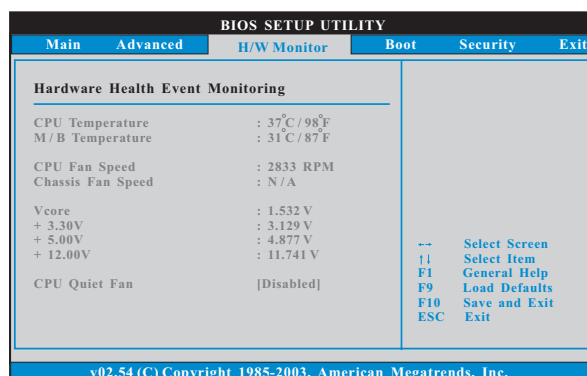 BIOS SETUP UTILITY
Main Advanced H/W Monitor Boot Security Exit
Hardware Health Event Monitoring
CPU Temperature : 37°C / 98°F
M / B Temperature : 31°C / 87°F
CPU Fan Speed : 2833 RPM
Chassis Fan Speed : N / A
Vcore : 1.532 V
+ 3.30V : 3.129 V
+ 5.00V : 4.877 V
+ 12.00V : 11.741 V
CPU Quiet Fan [Disabled]
←→ Select Screen
↑↓ Select Item
F1 General Help
F9 Load Defaults
F10 Save and Exit
ESC Exit
v02.54 (C) Copyright 1985-2003, American Megatrends, Inc.